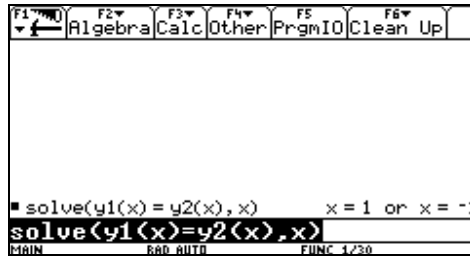 F1 F2 Algebra F3 Calc F4 Other F5 PrgmIO F6 Clean Up
solve(y1(x) = y2(x), x) x = 1 or x =
solve(y1(x)=y2(x),x)
MAIN RAD AUTO FUNC 1/30